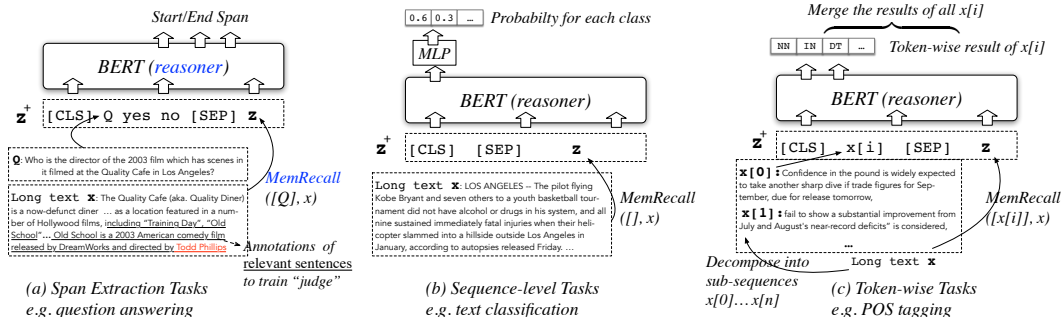 Start/End Span
BERT (reasoner)
z+
[CLS] Q yes no [SEP] z
Q: Who is the director of the 2003 film which has scenes in
it filmed at the Quality Cafe in Los Angeles?
MemRecall
([Q], x)
Long text x: The Quality Cafe (aka. Quality Diner)
is a now-defunct diner … as a location featured in a num-
ber of Hollywood films, including "Training Day", "Old
School"… Old School is a 2003 American comedy film
released by DreamWorks and directed by Todd Phillips
Annotations of
relevant sentences
to train "judge"
(a) Span Extraction Tasks
e.g. question answering
0.6 0.3 …
Probabilty for each class
MLP
BERT (reasoner)
z+
[CLS] [SEP] z
MemRecall
([], x)
Long text x: LOS ANGELES -- The pilot flying
Kobe Bryant and seven others to a youth basketball tour-
nament did not have alcohol or drugs in his system, and all
nine sustained immediately fatal injuries when their heli-
copter slammed into a hillside outside Los Angeles in
January, according to autopsies released Friday. …
(b) Sequence-level Tasks
e.g. text classification
Merge the results of all x[i]
NN IN DT …
Token-wise result of x[i]
BERT (reasoner)
z+
[CLS] x[i] [SEP] z
x[0]: Confidence in the pound is widely expected
to take another sharp dive if trade figures for Sep-
tember, due for release tomorrow,
x[1]: fail to show a substantial improvement from
July and August's near-record deficits" is considered,
…
MemRecall
([x[i]], x)
Long text x
Decompose into
sub-sequences
x[0]… x[n]
(c) Token-wise Tasks
e.g. POS tagging